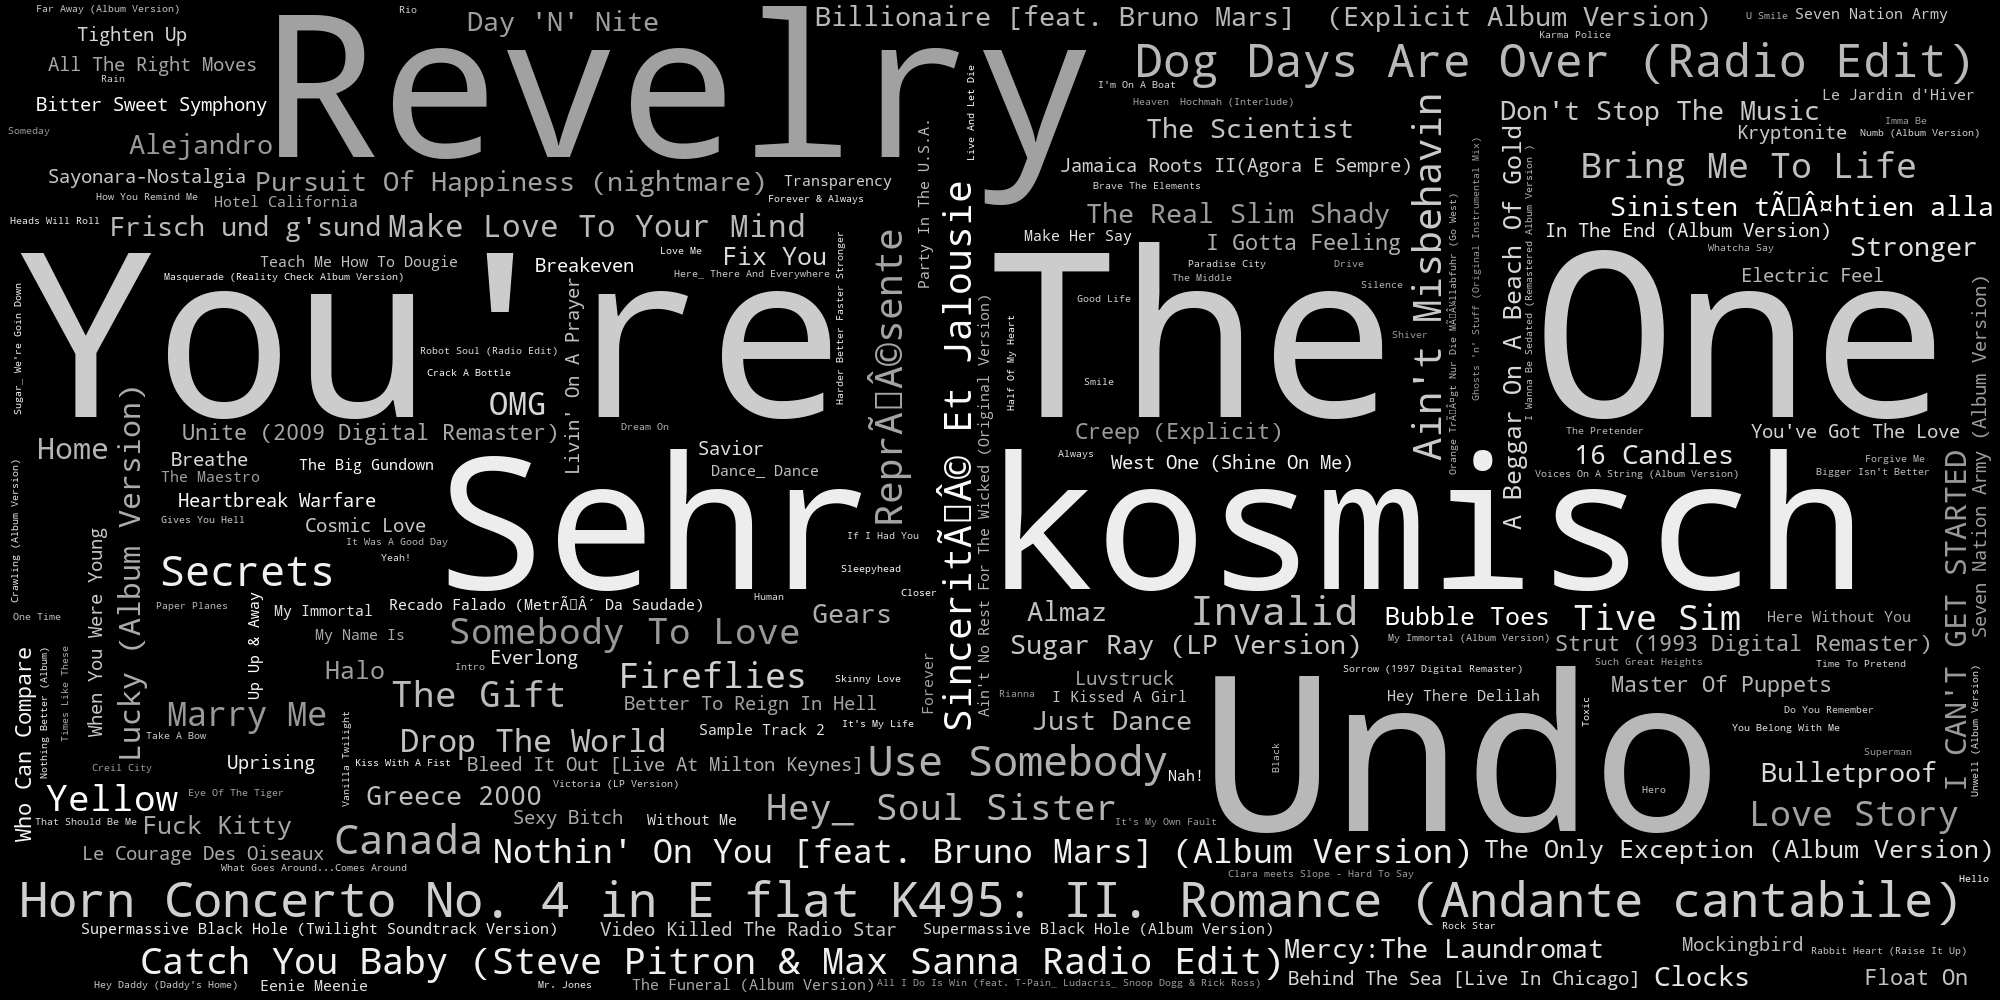 Far Away (Album Version)
Rio
Day 'N' Nite
Billionaire [feat. Bruno Mars]  (Explicit Album Version)
U Smile
Seven Nation Army
Tighten Up
Revelry
Karma Police
Dog Days Are Over (Radio Edit)
All The Right Moves
Rain
I'm On A Boat
Bitter Sweet Symphony
Heaven
Hochmah (Interlude)
Le Jardin d'Hiver
Don't Stop The Music
Someday
Alejandro
The Scientist
Imma Be
Kryptonite
Numb (Album Version)
Live And Let Die
Party In The U.S.A.
Jamaica Roots II(Agora E Sempre)
Bring Me To Life
Sayonara-Nostalgia
Pursuit Of Happiness (nightmare)
Transparency
Brave The Elements
How You Remind Me
Hotel California
Forever & Always
Heads Will Roll
Frisch und g'sund
Make Love To Your Mind
The Real Slim Shady
Sinisten tÃ\u0083Â¤htien alla
Make Her Say
I Gotta Feeling
In The End (Album Version)
Whatcha Say
Stronger
Love Me
Fix You
Teach Me How To Dougie
Breakeven
Here_ There And Everywhere
Masquerade (Reality Check Album Version)
Paradise City
Drive
The Middle
Silence
Electric Feel
You're The One
Sugar_ We're Goin Down
Harder Better Faster Stronger
ReprÃ\u0083Â©sente
SinceritÃ\u0083Â© Et Jalousie
Ain't No Rest For The Wicked (Original Version)
Half Of My Heart
Good Life
Shiver
Ain't Misbehavin
Orange TrÃ\u0083Â¤gt Nur Die MÃ\u0083Â¼llabfuhr (Go West)
Ghosts 'n' Stuff (Original Instrumental Mix)
A Beggar On A Beach Of Gold
I Wanna Be Sedated (Remastered Album Version )
Robot Soul (Radio Edit)
Crack A Bottle
Livin' On A Prayer
Smile
OMG
Dream On
Home
Unite (2009 Digital Remaster)
Creep (Explicit)
The Pretender
You've Got The Love
Savior
Always
Breathe
The Big Gundown
Dance_ Dance
West One (Shine On Me)
16 Candles
Forgive Me
The Maestro
Voices On A String (Album Version)
Bigger Isn't Better
Sehr kosmisch
Heartbreak Warfare
Gives You Hell
Cosmic Love
It Was A Good Day
Yeah!
If I Had You
Sleepyhead
Secrets
Crawling (Album Version)
When You Were Young
Lucky (Album Version)
I CAN'T GET STARTED
Seven Nation Army (Album Version)
Closer
Human
Paper Planes
My Immortal
Recado Falado (MetrÃ\u0083Â´ Da Saudade)
Gears
Almaz
Invalid
Bubble Toes
Tive Sim
Here Without You
One Time
My Name Is
Somebody To Love
Sugar Ray (LP Version)
My Immortal (Album Version)
Strut (1993 Digital Remaster)
Up Up & Away
Who Can Compare
Nothing Better (Album)
Times Like These
Halo
Intro
Everlong
Fireflies
Skinny Love
Forever
Luvstruck
Sorrow (1997 Digital Remaster)
Such Great Heights
Time To Pretend
The Gift
Better To Reign In Hell
Rianna
I Kissed A Girl
Hey There Delilah
Master Of Puppets
Undo
Toxic
Marry Me
Just Dance
Do You Remember
Take A Bow
Sample Track 2
It's My Life
You Belong With Me
Unwell (Album Version)
Drop The World
Vanilla Twilight
Black
Superman
Creil City
Uprising
Kiss With A Fist
Bleed It Out [Live At Milton Keynes]
Use Somebody
Nah!
Bulletproof
Yellow
Eye Of The Tiger
Greece 2000
Victoria (LP Version)
Hero
Hey_ Soul Sister
Love Story
That Should Be Me
Fuck Kitty
Sexy Bitch
Without Me
It's My Own Fault
Canada
Le Courage Des Oiseaux
Nothin' On You [feat. Bruno Mars] (Album Version)
The Only Exception (Album Version)
What Goes Around...Comes Around
Clara meets Slope - Hard To Say
Hello
Horn Concerto No. 4 in E flat K495: II. Romance (Andante cantabile)
Supermassive Black Hole (Twilight Soundtrack Version)
Video Killed The Radio Star
Supermassive Black Hole (Album Version)
Rock Star
Catch You Baby (Steve Pitron & Max Sanna Radio Edit)
Mercy:The Laundromat
Mockingbird
Rabbit Heart (Raise It Up)
Hey Daddy (Daddy's Home)
Eenie Meenie
Mr. Jones
The Funeral (Album Version)
All I Do Is Win (feat. T-Pain_ Ludacris_ Snoop Dogg & Rick Ross)
Behind The Sea [Live In Chicago]
Clocks
Float On